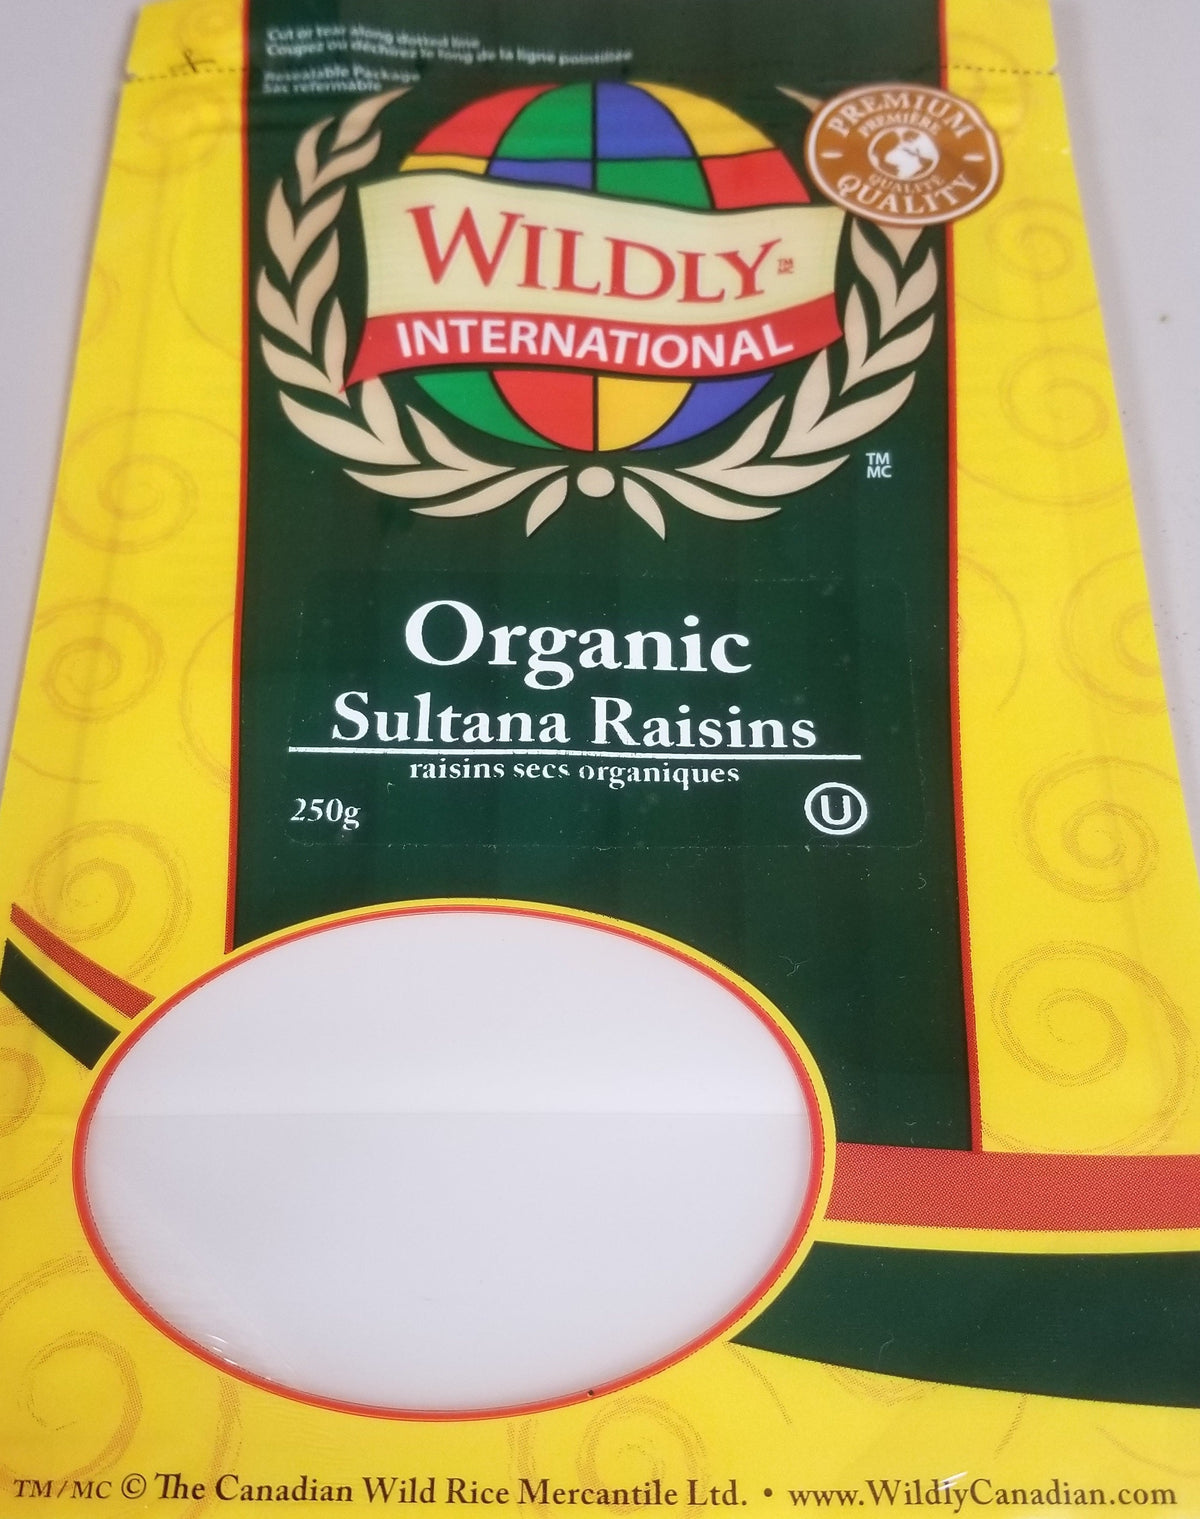 Cut or tear along dotted line
Coupez ou déchirez le long de la ligne pointillée
Resealable Package
Sac refermable
PREMIUM
PREMIÈRE
QUALITÉ
QUALITY
WILDLY TM MC
INTERNATIONAL
TM
MC
Organic
Sultana Raisins
raisins secs organiques
250g
U
TM/MC © The Canadian Wild Rice Mercantile Ltd. • www.WildlyCanadian.com